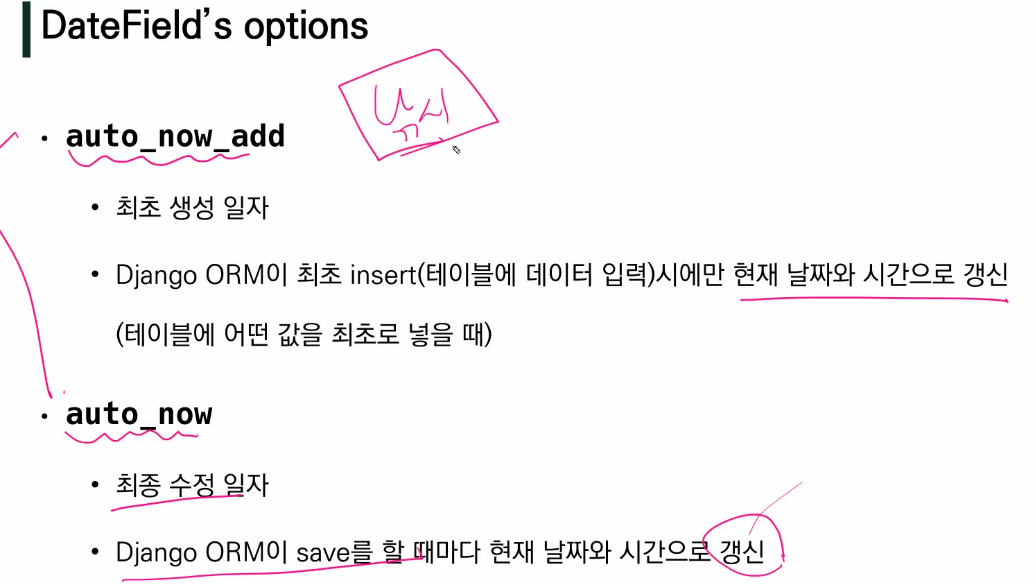 DateField's options
낚시
• auto_now_add
• 최초 생성 일자
• Django ORM이 최초 insert(테이블에 데이터 입력)시에만 현재 날짜와 시간으로 갱신
(테이블에 어떤 값을 최초로 넣을 때)
• auto_now
• 최종 수정 일자
• Django ORM이 save를 할 때마다 현재 날짜와 시간으로 갱신